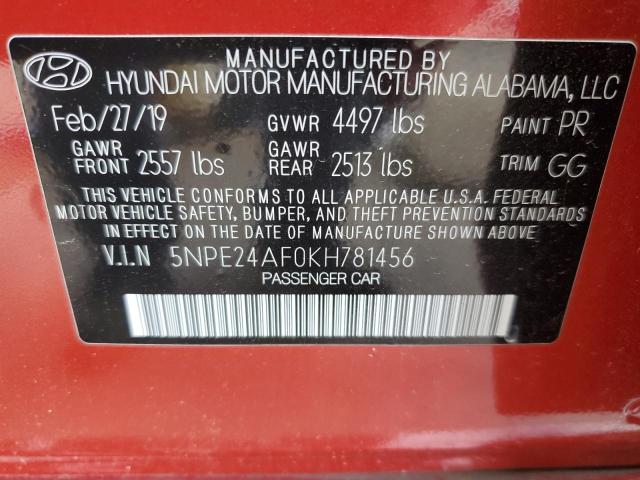 MANUFACTURED BY
HYUNDAI MOTOR MANUFACTURING ALABAMA, LLC
Feb/27/19 GVWR 4497 lbs PAINT PR
GAWR FRONT 2557 lbs GAWR REAR 2513 lbs TRIM GG
THIS VEHICLE CONFORMS TO ALL APPLICABLE U.S.A. FEDERAL
MOTOR VEHICLE SAFETY, BUMPER, AND THEFT PREVENTION STANDARDS
IN EFFECT ON THE DATE OF MANUFACTURE SHOWN ABOVE.
V.I.N 5NPE24AF0KH781456
PASSENGER CAR